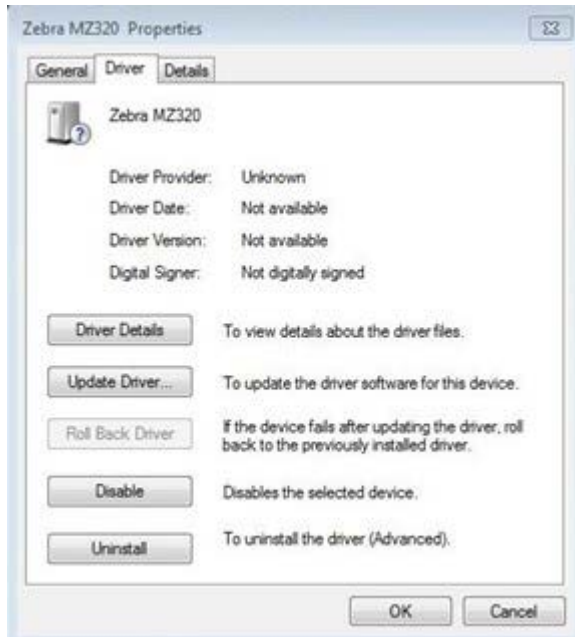 Zebra MZ320 Properties
General Driver Details
Zebra MZ320
Driver Provider: Unknown
Driver Date: Not available
Driver Version: Not available
Digital Signer: Not digitally signed
Driver Details To view details about the driver files.
Update Driver... To update the driver software for this device.
Roll Back Driver If the device fails after updating the driver, roll
back to the previously installed driver.
Disable Disables the selected device.
Uninstall To uninstall the driver (Advanced).
OK Cancel